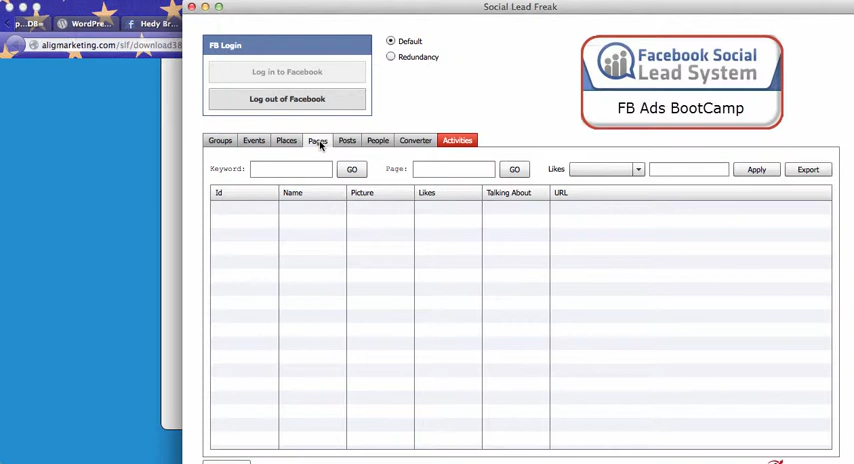 Social Lead Freak
p...DB=
WordPre...
Hedy Br...
aligmarketing.com/slf/download38
FB Login
Log in to Facebook
Log out of Facebook
Default
Redundancy
Facebook Social
Lead System
FB Ads BootCamp
Groups Events Places Pages Posts People Converter Activities
Keyword: GO Page: GO Likes Apply Export
Id Name Picture Likes Talking About URL